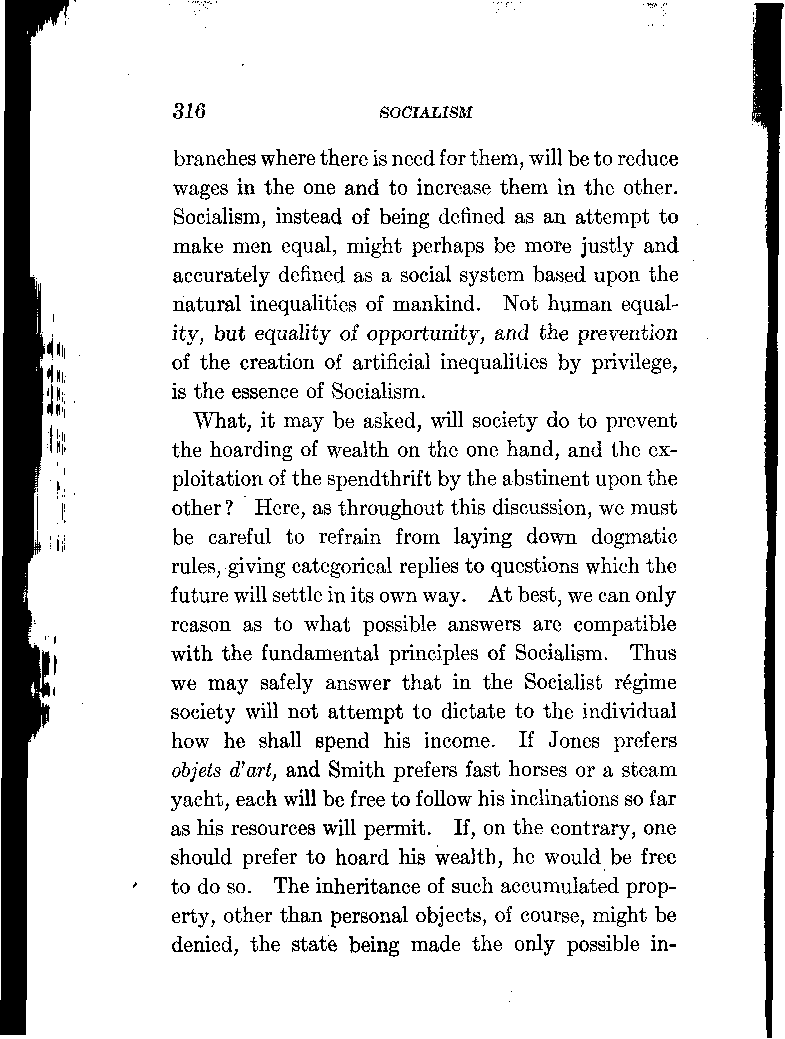 316 SOCIALISM
branches where there is need for them, will be to reduce
wages in the one and to increase them in the other.
Socialism, instead of being defined as an attempt to
make men equal, might perhaps be more justly and
accurately defined as a social system based upon the
natural inequalities of mankind. Not human equal-
ity, but equality of opportunity, and the prevention
of the creation of artificial inequalities by privilege,
is the essence of Socialism.
What, it may be asked, will society do to prevent
the hoarding of wealth on the one hand, and the ex-
ploitation of the spendthrift by the abstinent upon the
other? Here, as throughout this discussion, we must
be careful to refrain from laying down dogmatic
rules, giving categorical replies to questions which the
future will settle in its own way. At best, we can only
reason as to what possible answers are compatible
with the fundamental principles of Socialism. Thus
we may safely answer that in the Socialist régime
society will not attempt to dictate to the individual
how he shall spend his income. If Jones prefers
objets d'art, and Smith prefers fast horses or a steam
yacht, each will be free to follow his inclinations so far
as his resources will permit. If, on the contrary, one
should prefer to hoard his wealth, he would be free
to do so. The inheritance of such accumulated prop-
erty, other than personal objects, of course, might be
denied, the state being made the only possible in-